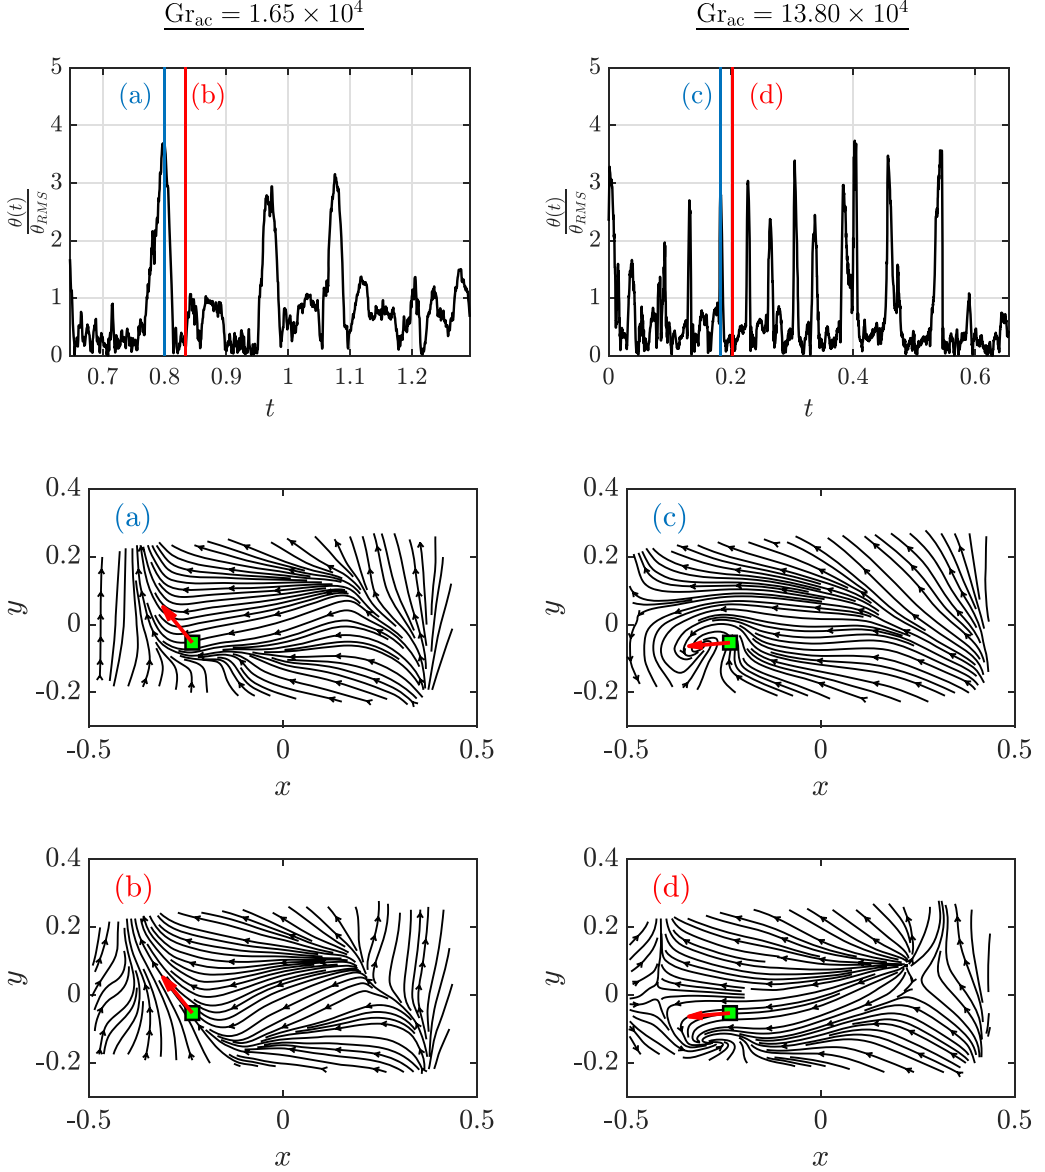 Gr_ac = 1.65 × 10^4
Gr_ac = 13.80 × 10^4
5
4
3
2
1
0
θ(t)
θ_RMS
(a)
(b)
0.7 0.8 0.9 1 1.1 1.2
t
5
4
3
2
1
0
θ(t)
θ_RMS
(c)
(d)
0 0.2 0.4 0.6
t
0.4
0.2
0
-0.2
y
(a)
-0.5 0 0.5
x
0.4
0.2
0
-0.2
y
(c)
-0.5 0 0.5
x
0.4
0.2
0
-0.2
y
(b)
-0.5 0 0.5
x
0.4
0.2
0
-0.2
y
(d)
-0.5 0 0.5
x